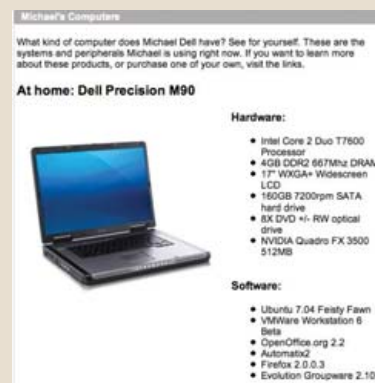 Michael's Computers
What kind of computer does Michael Dell have? See for yourself. These are the
systems and peripherals Michael is using right now. If you want to learn more
about these products, or purchase one of your own, visit the links.
At home: Dell Precision M90
Hardware:
Intel Core 2 Duo T7600
Processor
4GB DDR2 667Mhz DRAM
17" WXGA+ Widescreen
LCD
160GB 7200rpm SATA
hard drive
8X DVD +/- RW optical
drive
NVIDIA Quadro FX 3500
512MB
Software:
Ubuntu 7.04 Feisty Fawn
VMWare Workstation 6
Beta
OpenOffice.org 2.2
Automatix2
Firefox 2.0.0.3
Evolution Groupware 2.10